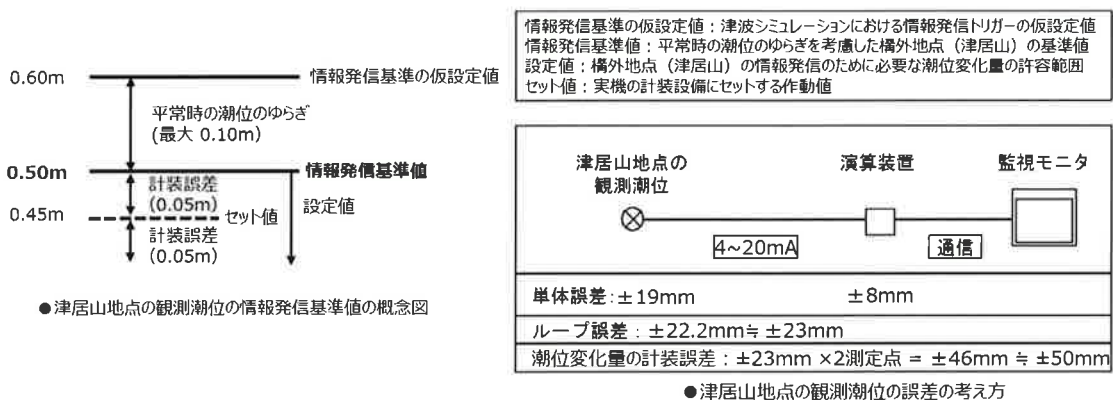 0.60m
情報発信基準の仮設定値
平常時の潮位のゆらぎ
(最大 0.10m)
0.50m
情報発信基準値
計装誤差
(0.05m)
設定値
0.45m
セット値
計装誤差
(0.05m)
●津居山地点の観測潮位の情報発信基準値の概念図
情報発信基準の仮設定値：津波シミュレーションにおける情報発信トリガーの仮設定値
情報発信基準値：平常時の潮位のゆらぎを考慮した構外地点（津居山）の基準値
設定値：構外地点（津居山）の情報発信のために必要な潮位変化量の許容範囲
セット値：実機の計装設備にセットする作動値
津居山地点の
観測潮位
演算装置
監視モニタ
4~20mA
通信
単体誤差：±19mm ±8mm
ループ誤差：±22.2mm≒ ±23mm
潮位変化量の計装誤差：±23mm ×2測定点 = ±46mm ≒ ±50mm
●津居山地点の観測潮位の誤差の考え方